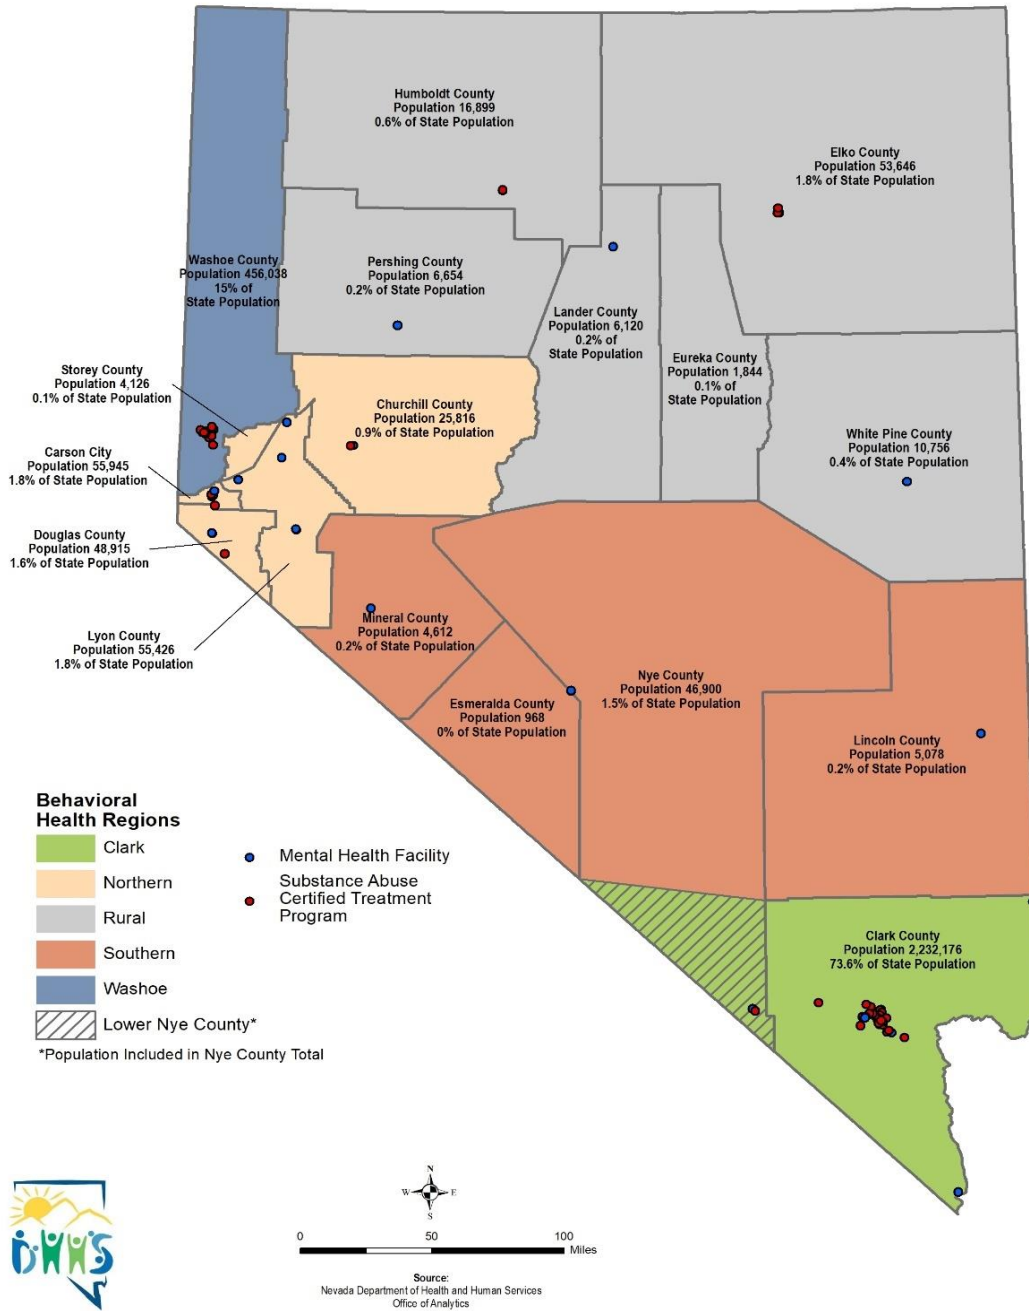 Humboldt County
Population 16,899
0.6% of State Population
Elko County
Population 53,646
1.8% of State Population
Washoe County
Population 456,038
15% of
State Population
Pershing County
Population 6,654
0.2% of State Population
Lander County
Population 6,120
0.2% of
State Population
Eureka County
Population 1,844
0.1% of
State Population
Storey County
Population 4,126
0.1% of State Population
Churchill County
Population 25,816
0.9% of State Population
White Pine County
Population 10,756
0.4% of State Population
Carson City
Population 55,945
1.8% of State Population
Douglas County
Population 48,915
1.6% of State Population
Lyon County
Population 55,426
1.8% of State Population
Mineral County
Population 4,612
0.2% of State Population
Esmeralda County
Population 968
0% of State Population
Nye County
Population 46,900
1.5% of State Population
Lincoln County
Population 5,078
0.2% of State Population
Clark County
Population 2,232,176
73.6% of State Population
Behavioral
Health Regions
Clark
Northern
Rural
Southern
Washoe
Lower Nye County*
*Population Included in Nye County Total
Mental Health Facility
Substance Abuse
Certified Treatment
Program
N
W E
S
0 50 100
Miles
Source:
Nevada Department of Health and Human Services
Office of Analytics
DHHS